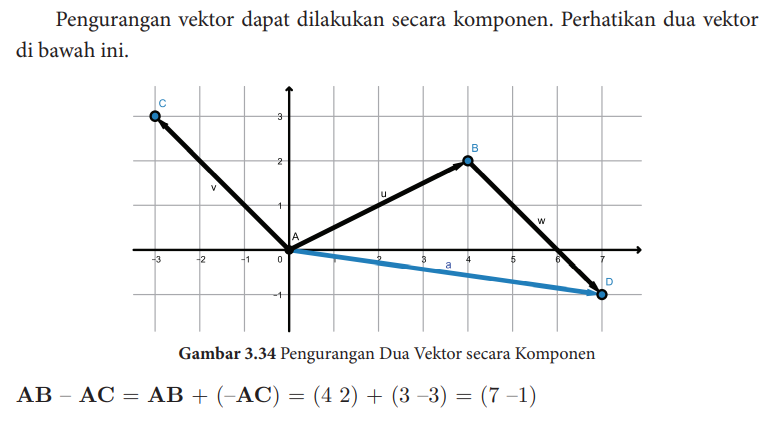 Pengurangan vektor dapat dilakukan secara komponen. Perhatikan dua vektor
di bawah ini.
C
3
B
2
v
u
1
w
A
-3 -2 -1 0 1 2 3 4 5 6 7
a
D
-1
Gambar 3.34 Pengurangan Dua Vektor secara Komponen
AB – AC = AB + (–AC) = (4 2) + (3 –3) = (7 –1)